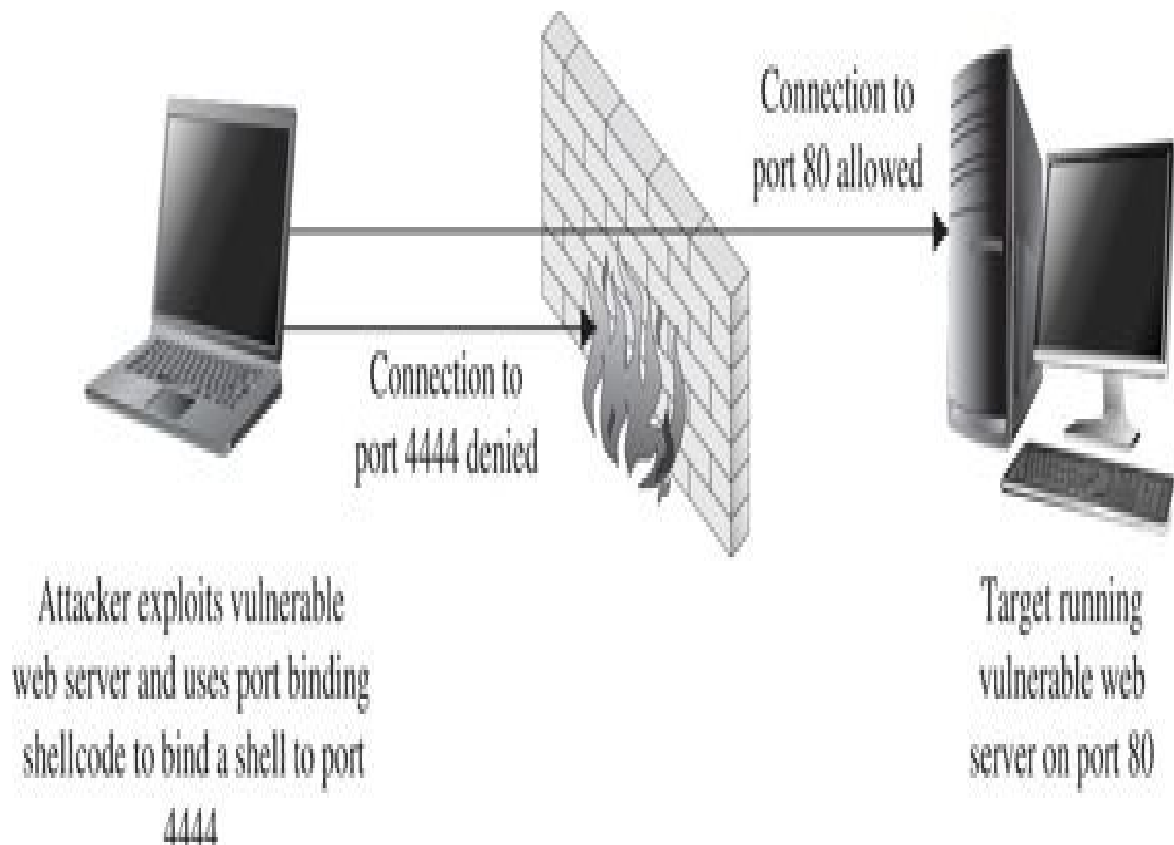 Connection to
port 80 allowed
Connection to
port 4444 denied
Attacker exploits vulnerable
web server and uses port binding
shellcode to bind a shell to port
4444
Target running
vulnerable web
server on port 80